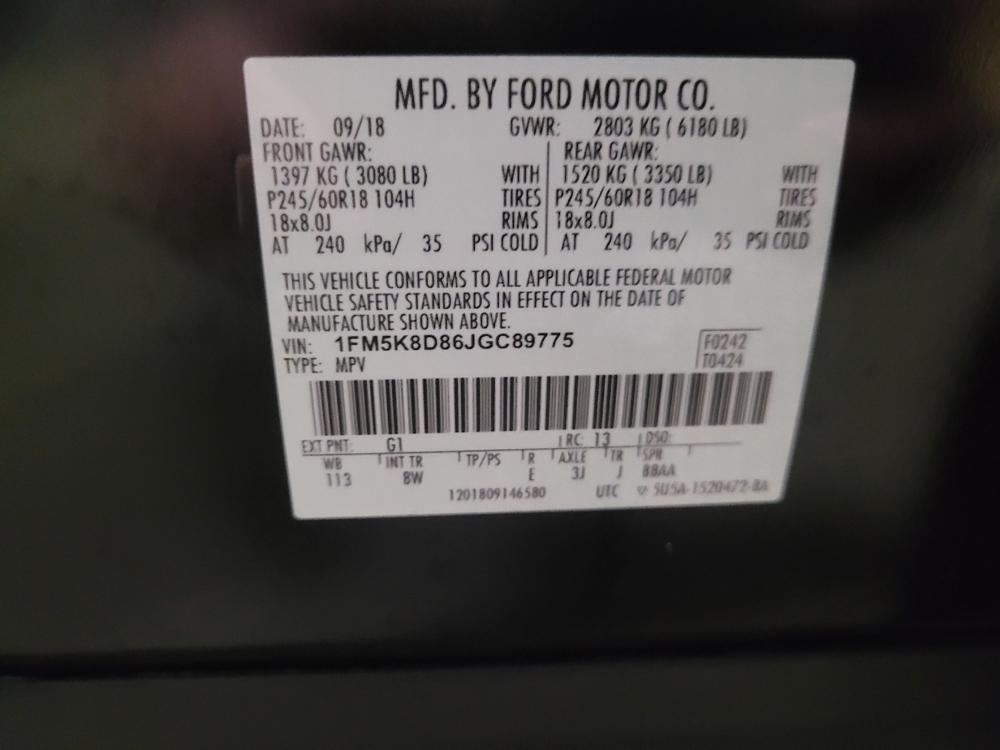 MFD. BY FORD MOTOR CO.
DATE: 09/18 GVWR: 2803 KG ( 6180 LB)
FRONT GAWR: REAR GAWR:
1397 KG ( 3080 LB) WITH 1520 KG ( 3350 LB) WITH
P245/60R18 104H TIRES P245/60R18 104H TIRES
18x8.0J RIMS 18x8.0J RIMS
AT 240 kPa/ 35 PSI COLD AT 240 kPa/ 35 PSI COLD
THIS VEHICLE CONFORMS TO ALL APPLICABLE FEDERAL MOTOR
VEHICLE SAFETY STANDARDS IN EFFECT ON THE DATE OF
MANUFACTURE SHOWN ABOVE.
VIN: 1FM5K8D86JGC89775 F0242
TYPE: MPV T0424
EXT PNT: G1 RC: 13 DSO:
WB INT TR TP/PS R AXLE TR SPR
113 8W E 3J J BBAA
1201809146580 UTC ▽ 5U5A-1520472-BA